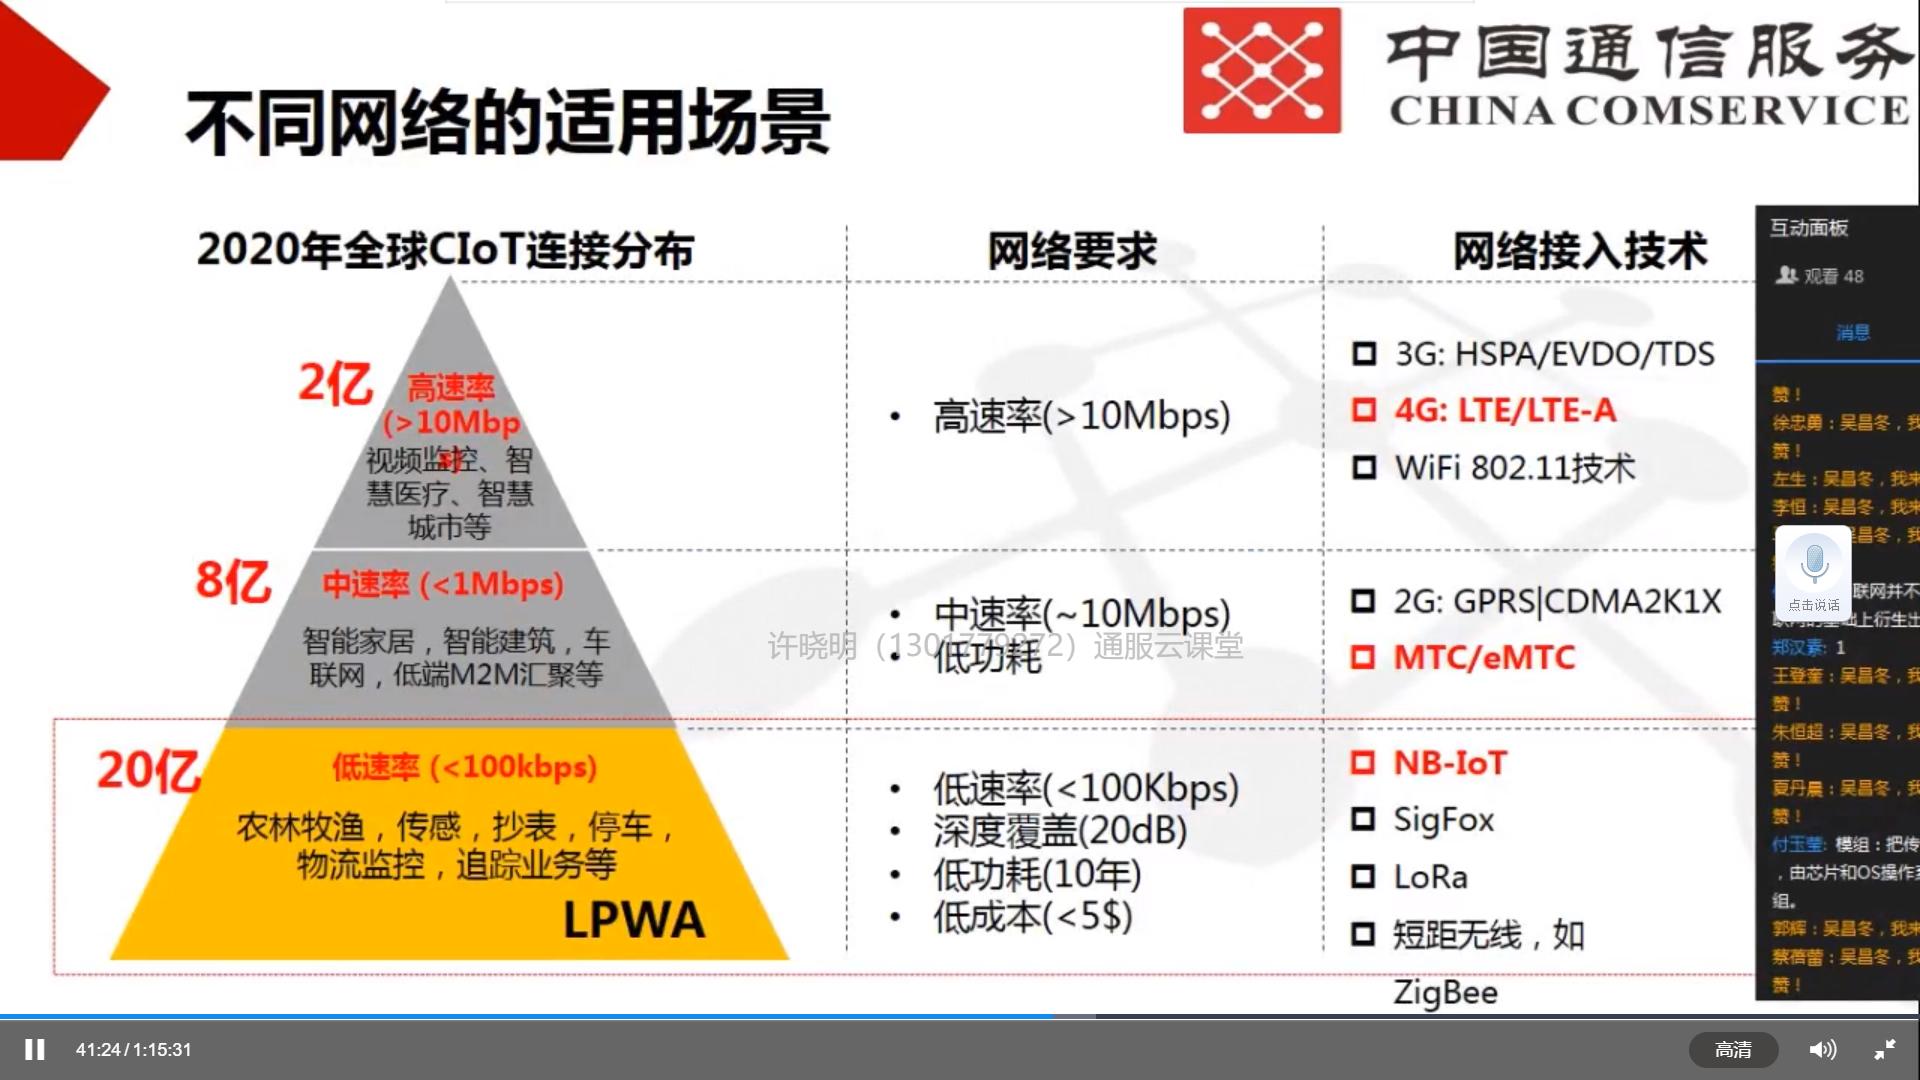 中国通信服务
CHINA COMSERVICE
不同网络的适用场景
2020年全球CIoT连接分布
网络要求
网络接入技术
2亿
高速率
(>10Mbp
s)
视频监控、智
慧医疗、智慧
城市等
• 高速率(>10Mbps)
3G: HSPA/EVDO/TDS
4G: LTE/LTE-A
WiFi 802.11技术
8亿
中速率 (<1Mbps)
智能家居，智能建筑，车
联网，低端M2M汇聚等
• 中速率(~10Mbps)
• 低功耗
2G: GPRS|CDMA2K1X
MTC/eMTC
许晓明（1301779272）通服云课堂
20亿
低速率 (<100kbps)
农林牧渔，传感，抄表，停车，
物流监控，追踪业务等
LPWA
• 低速率(<100Kbps)
• 深度覆盖(20dB)
• 低功耗(10年)
• 低成本(<5$)
NB-IoT
SigFox
LoRa
短距无线，如
ZigBee
互动面板
观看 48
消息
赞！
徐忠勇：吴昌冬，我
赞！
左生：吴昌冬，我来
李恒：吴昌冬，我来
昌冬，我
点击说话
联网并不
上衍生出
郑汉素: 1
王登奎：吴昌冬，我
赞！
朱恒超：吴昌冬，我
赞！
夏丹晨：吴昌冬，我
赞！
付玉莹: 模组：把传
，由芯片和OS操作系
组。
郭辉：吴昌冬，我来
蔡蓓蕾：吴昌冬，我
赞！
41:24 / 1:15:31
高清